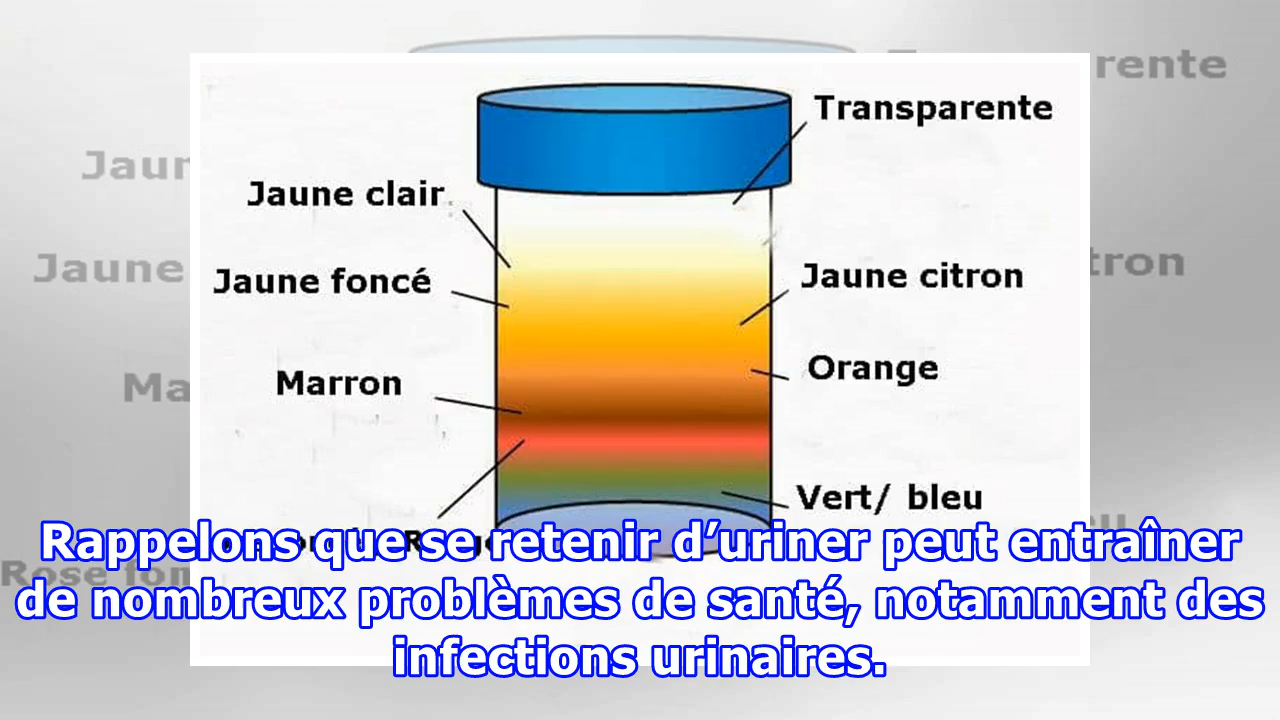 Transparente
Jaune clair
Jaune foncé
Jaune citron
Orange
Marron
Vert/ bleu
Rappelons que se retenir d’uriner peut entraîner
de nombreux problèmes de santé, notamment des
infections urinaires.